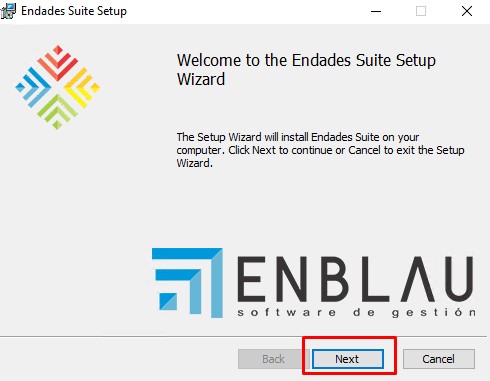 Endades Suite Setup
Welcome to the Endades Suite Setup
Wizard
The Setup Wizard will install Endades Suite on your
computer. Click Next to continue or Cancel to exit the Setup
Wizard.
ENBLAU
software de gestión
Back Next Cancel